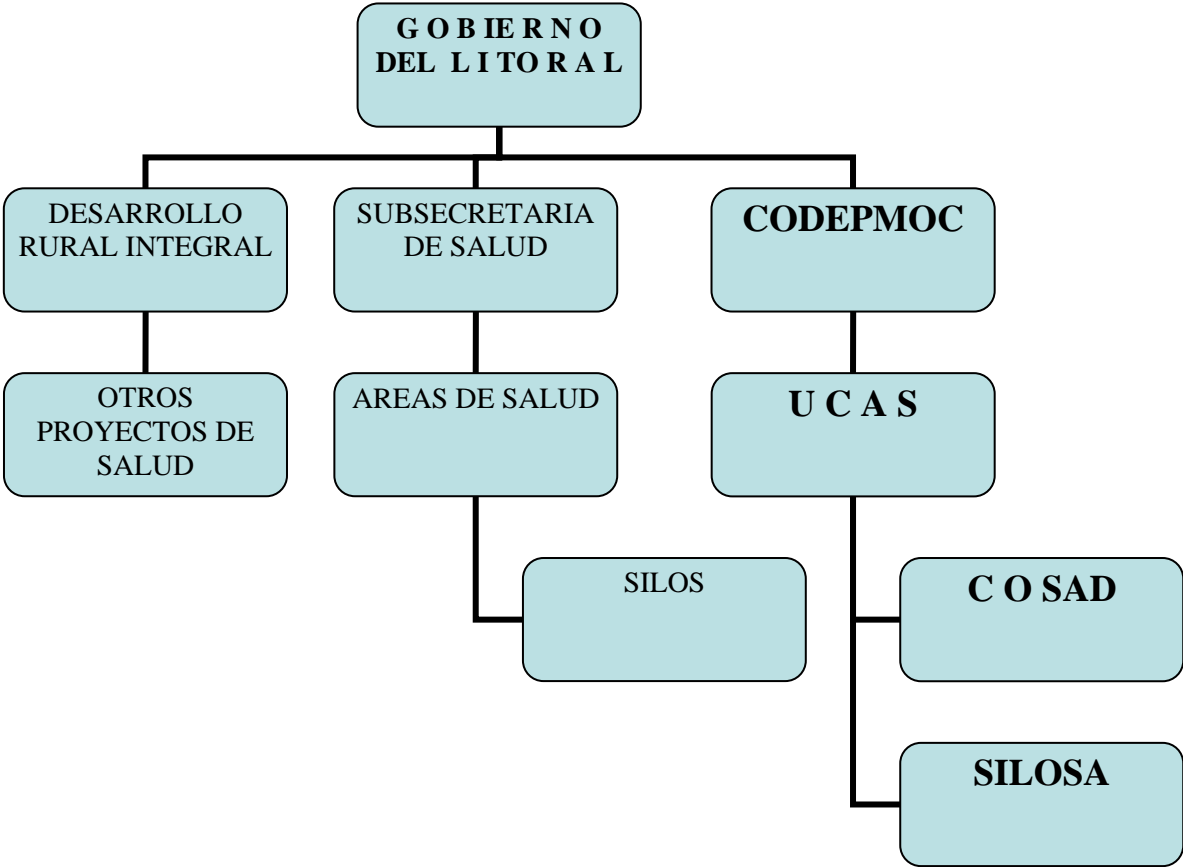 G O B IE R N O
DEL L I TO R A L
DESARROLLO
RURAL INTEGRAL
SUBSECRETARIA
DE SALUD
CODEPMOC
OTROS
PROYECTOS DE
SALUD
AREAS DE SALUD
U C A S
SILOS
C O SAD
SILOSA